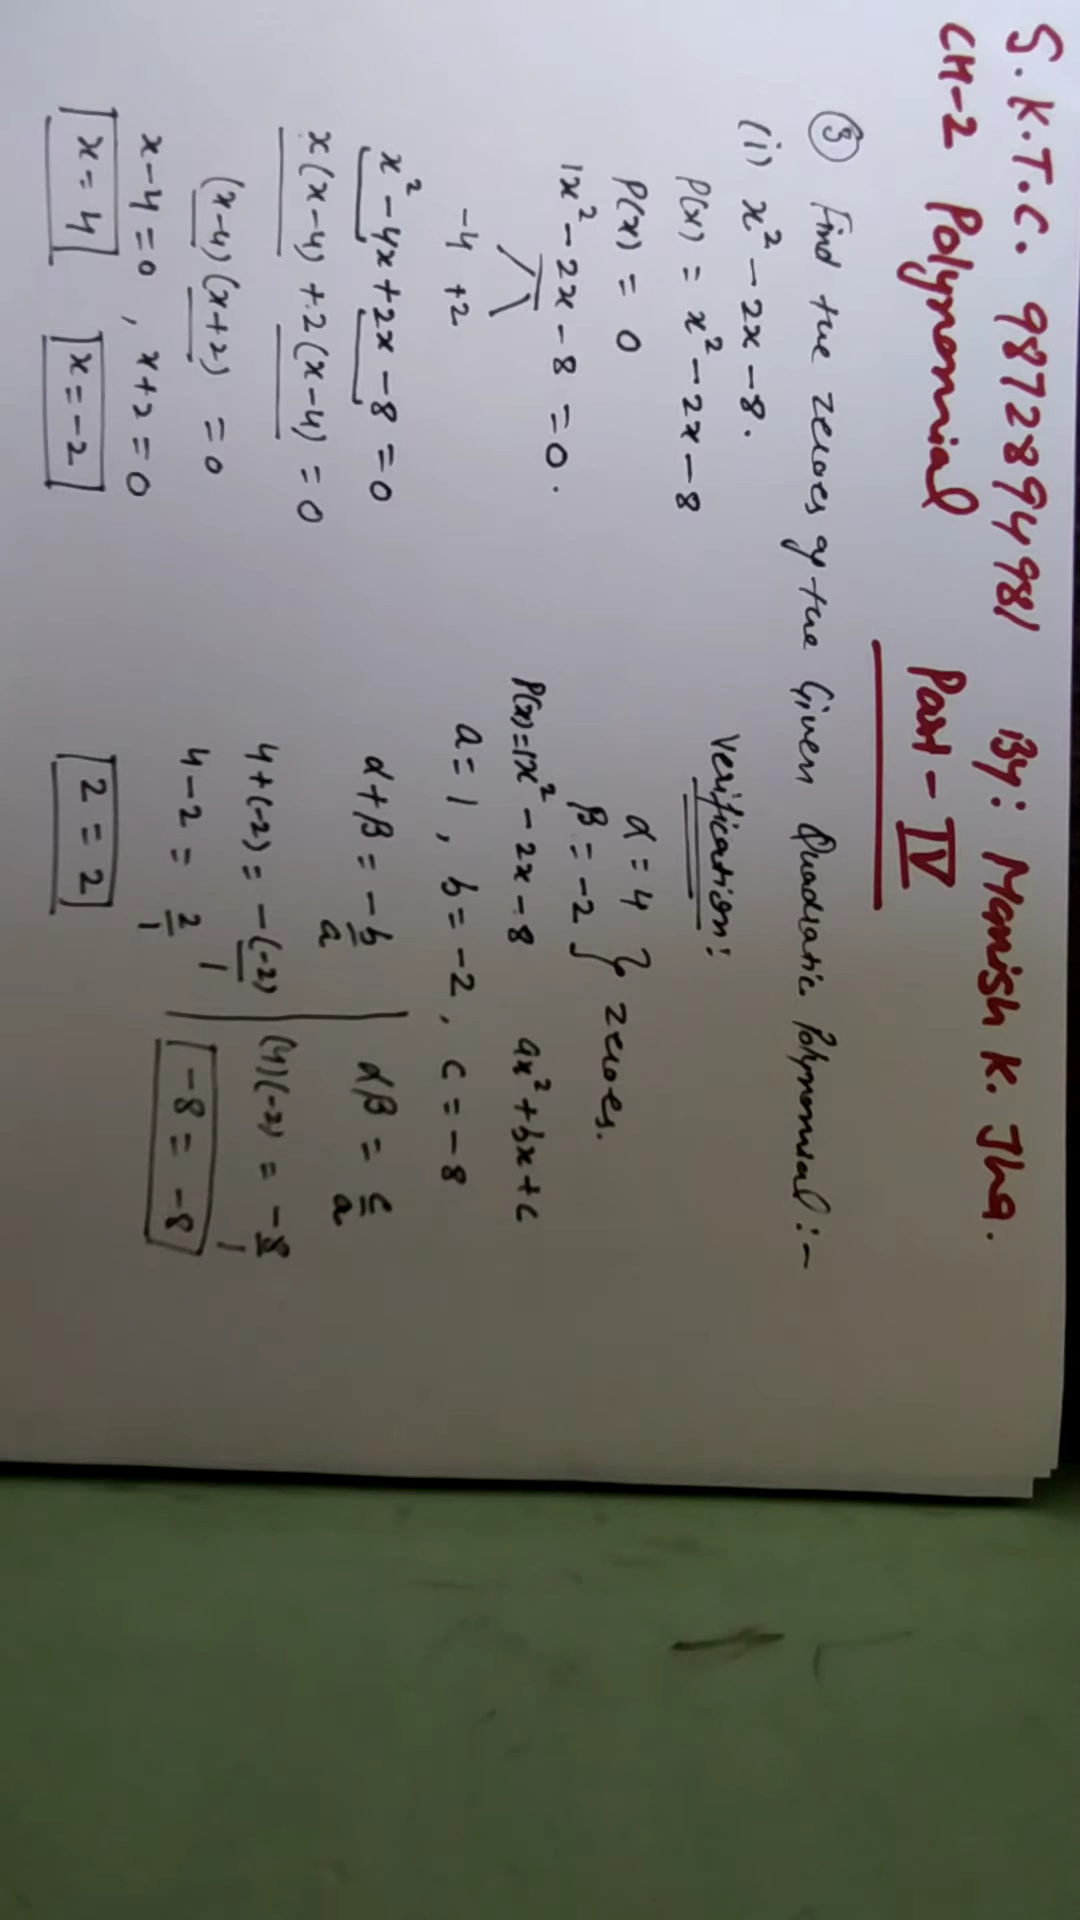 S.K.T.C. 9872894981 By: Manish K. Jha.
CH-2 Polynomial Part - IV
③ Find the zeroes of the Given Quadratic Polynomial:-
(i) x² - 2x - 8.
P(x) = x² - 2x - 8
P(x) = 0
1x² - 2x - 8 = 0.
-4 +2
x² - 4x + 2x - 8 = 0
x(x-4) + 2(x-4) = 0
(x-4)(x+2) = 0
x-4=0, x+2=0
x = 4 x = -2
Verification:
α = 4
β = -2 } zeroes.
P(x)=1x² - 2x - 8 ax² + bx + c
a = 1, b = -2, c = -8
α+β = -b/a αβ = c/a
4+(-2) = -(-2)/1 (4)(-2) = -8/1
4-2 = 2/1 -8 = -8
2 = 2